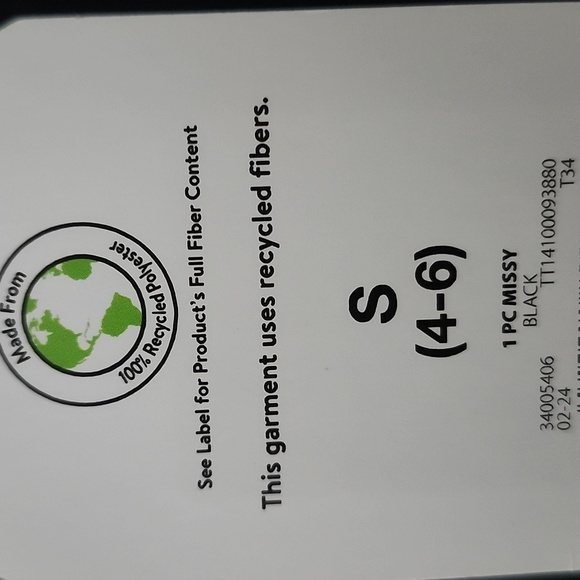 Made From
100% Recycled Polyester
See Label for Product's Full Fiber Content
This garment uses recycled fibers.
S
(4-6)
1 PC MISSY
BLACK
34005406 TT14100093880
02-24 T34